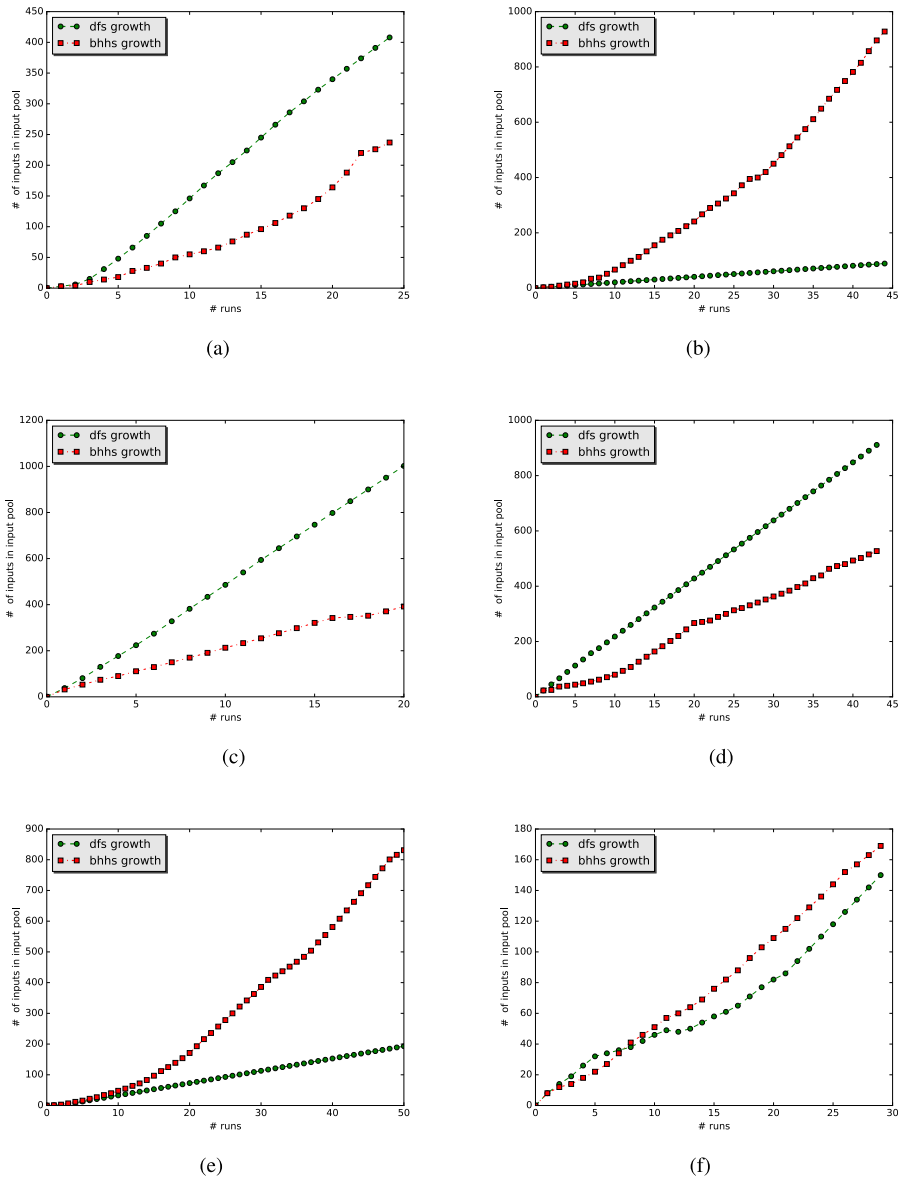 450
400
350
300
250
200
150
100
50
0
# of inputs in input pool
dfs growth
bhhs growth
0 5 10 15 20 25
# runs
(a)
1000
800
600
400
200
0
# of inputs in input pool
dfs growth
bhhs growth
0 5 10 15 20 25 30 35 40 45
# runs
(b)
1200
1000
800
600
400
200
0
# of inputs in input pool
dfs growth
bhhs growth
0 5 10 15 20
# runs
(c)
1000
800
600
400
200
0
# of inputs in input pool
dfs growth
bhhs growth
0 5 10 15 20 25 30 35 40 45
# runs
(d)
900
800
700
600
500
400
300
200
100
0
# of inputs in input pool
dfs growth
bhhs growth
0 10 20 30 40 50
# runs
(e)
180
160
140
120
100
80
60
40
20
0
# of inputs in input pool
dfs growth
bhhs growth
0 5 10 15 20 25 30
# runs
(f)